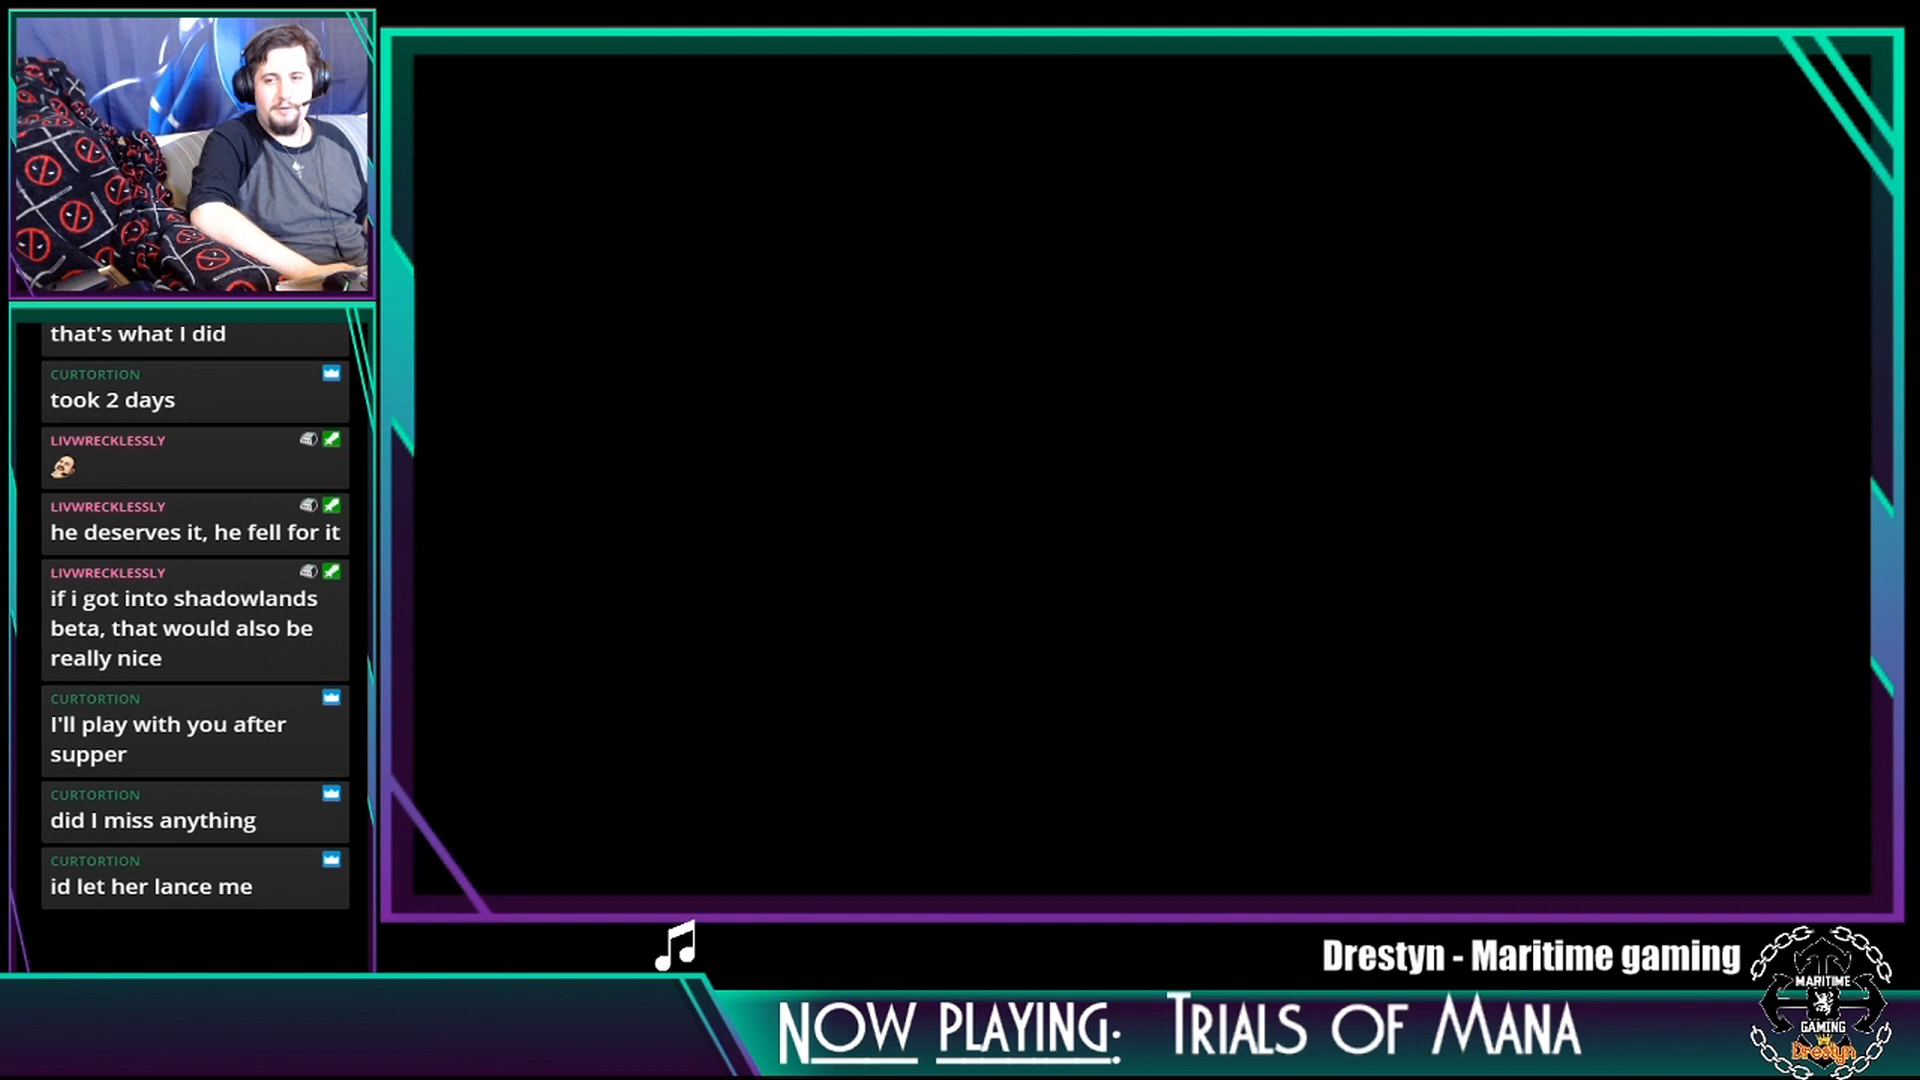 that's what I did
CURTORTION
took 2 days
LIVWRECKLESSLY
LIVWRECKLESSLY
he deserves it, he fell for it
LIVWRECKLESSLY
if i got into shadowlands
beta, that would also be
really nice
CURTORTION
I'll play with you after
supper
CURTORTION
did I miss anything
CURTORTION
id let her lance me
Drestyn - Maritime gaming
MARITIME
GAMING
Drestyn
NOW PLAYING: TRIALS OF MANA